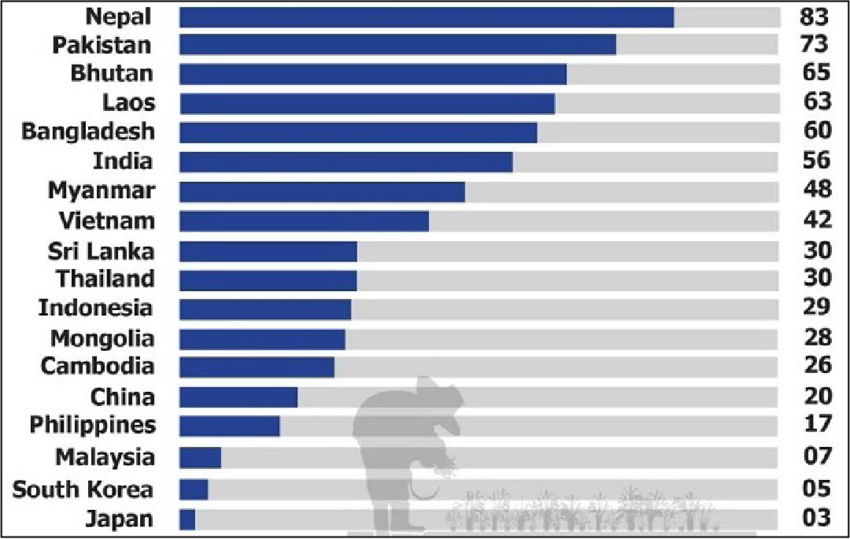 Nepal 83
Pakistan 73
Bhutan 65
Laos 63
Bangladesh 60
India 56
Myanmar 48
Vietnam 42
Sri Lanka 30
Thailand 30
Indonesia 29
Mongolia 28
Cambodia 26
China 20
Philippines 17
Malaysia 07
South Korea 05
Japan 03